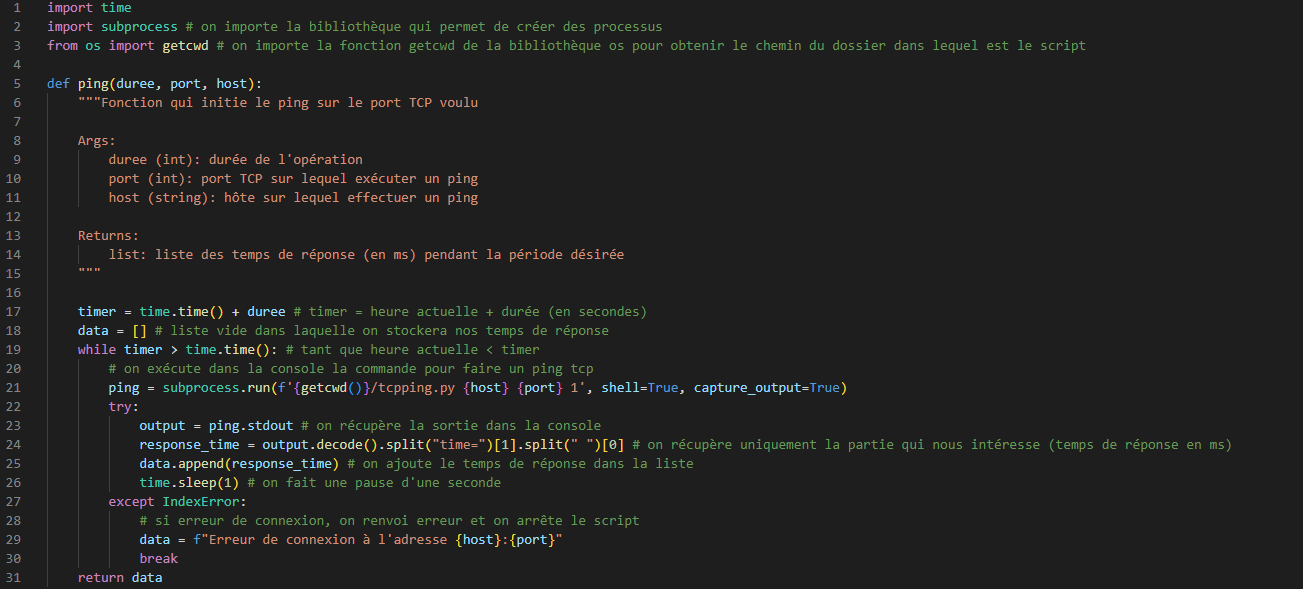 1 import time
2 import subprocess # on importe la bibliothèque qui permet de créer des processus
3 from os import getcwd # on importe la fonction getcwd de la bibliothèque os pour obtenir le chemin du dossier dans lequel est le script
4
5 def ping(duree, port, host):
6     """Fonction qui initie le ping sur le port TCP voulu
7
8     Args:
9         duree (int): durée de l'opération
10         port (int): port TCP sur lequel exécuter un ping
11         host (string): hôte sur lequel effectuer un ping
12
13     Returns:
14         list: liste des temps de réponse (en ms) pendant la période désirée
15     """
16
17     timer = time.time() + duree # timer = heure actuelle + durée (en secondes)
18     data = [] # liste vide dans laquelle on stockera nos temps de réponse
19     while timer > time.time(): # tant que heure actuelle < timer
20         # on exécute dans la console la commande pour faire un ping tcp
21         ping = subprocess.run(f'{getcwd()}/tcpping.py {host} {port} 1', shell=True, capture_output=True)
22         try:
23             output = ping.stdout # on récupère la sortie dans la console
24             response_time = output.decode().split("time=")[1].split(" ")[0] # on récupère uniquement la partie qui nous intéresse (temps de réponse en ms)
25             data.append(response_time) # on ajoute le temps de réponse dans la liste
26             time.sleep(1) # on fait une pause d'une seconde
27         except IndexError:
28             # si erreur de connexion, on renvoi erreur et on arrête le script
29             data = f"Erreur de connexion à l'adresse {host}:{port}"
30             break
31     return data